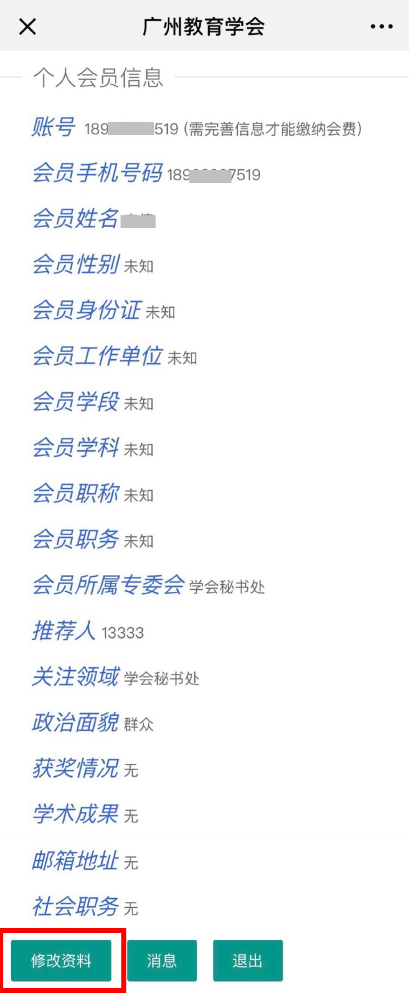 广州教育学会
个人会员信息
账号 189 519 (需完善信息才能缴纳会费)
会员手机号码 189 7519
会员姓名
会员性别 未知
会员身份证 未知
会员工作单位 未知
会员学段 未知
会员学科 未知
会员职称 未知
会员职务 未知
会员所属专委会 学会秘书处
推荐人 13333
关注领域 学会秘书处
政治面貌 群众
获奖情况 无
学术成果 无
邮箱地址 无
社会职务 无
修改资料 消息 退出